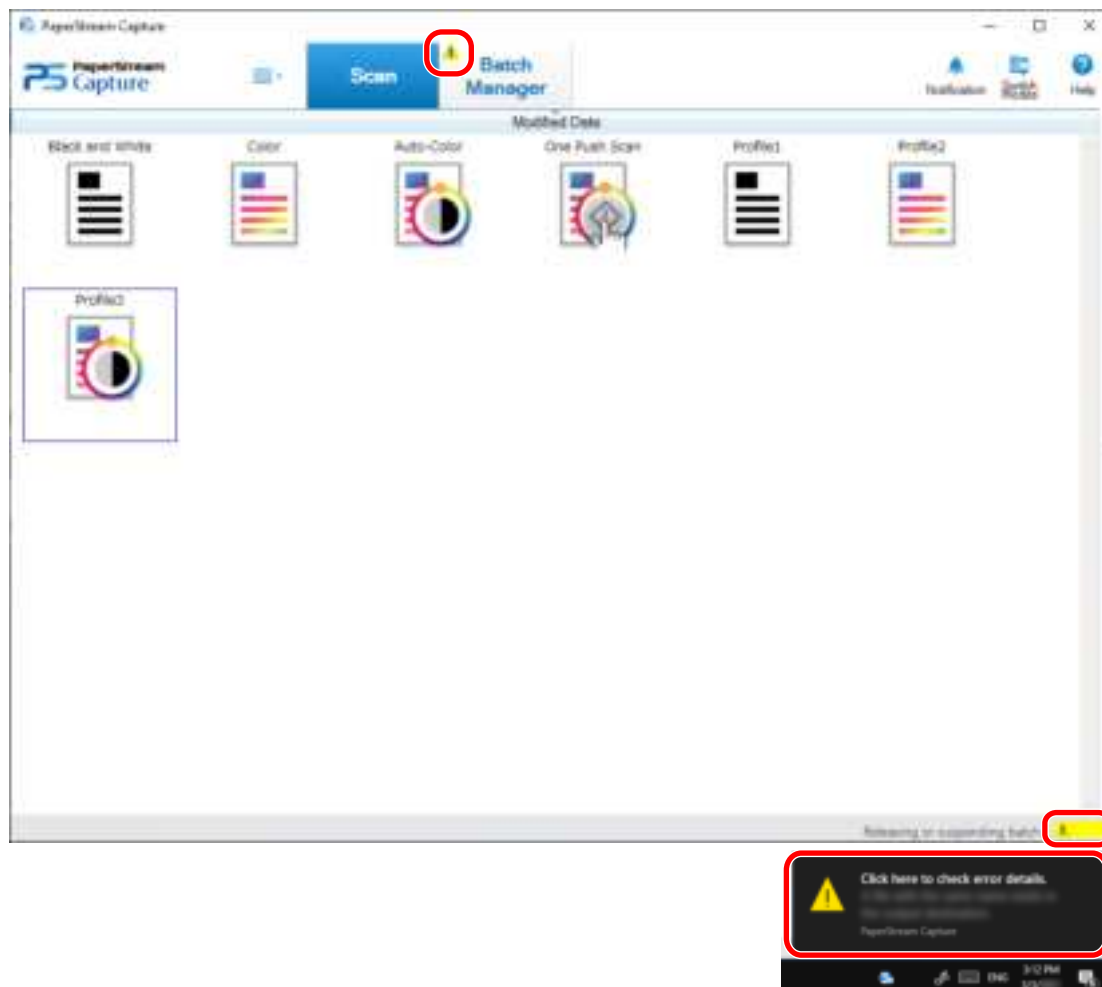 PaperStream Capture
PaperStream
Capture
Scan
Batch
Manager
Notification
Help
Modified Date
Black and White
Color
Auto-Color
One Push Scan
Profile1
Profile2
Profile3
Releasing or suspending batch
Click here to check error details.
PaperStream Capture
ENG
3:12 PM